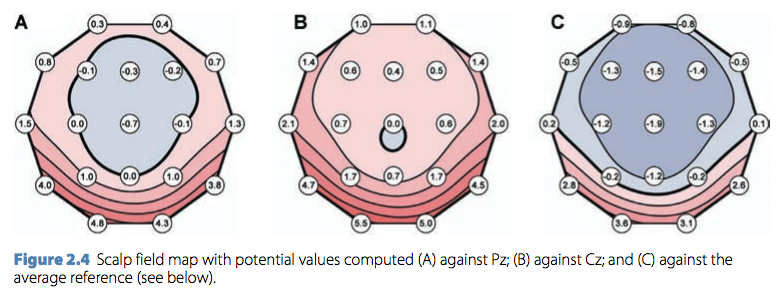 A B C
0.3 0.4 1.0 1.1 -0.9 -0.8
0.8 0.7 1.4 1.4 -0.5 -0.5
-0.1 -0.3 -0.2 0.6 0.4 0.5 -1.3 -1.5 -1.4
1.5 0.0 -0.7 -0.1 1.3 2.1 0.7 0.0 0.6 2.0 0.2 -1.2 -1.9 -1.3 0.1
1.0 0.0 1.0 1.7 0.7 1.7 -0.2 -1.2 -0.2
4.0 3.8 4.7 4.5 2.8 2.6
4.8 4.3 5.5 5.0 3.6 3.1
Figure 2.4 Scalp field map with potential values computed (A) against Pz; (B) against Cz; and (C) against the
average reference (see below).